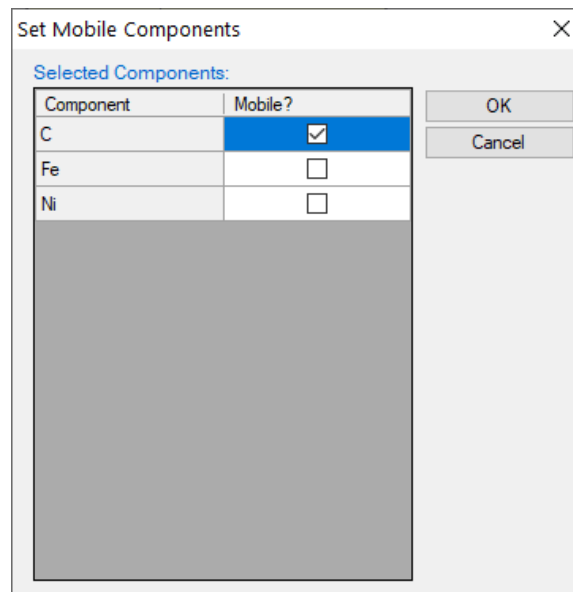 Set Mobile Components
Selected Components:
Component Mobile?
C
Fe
Ni
OK
Cancel